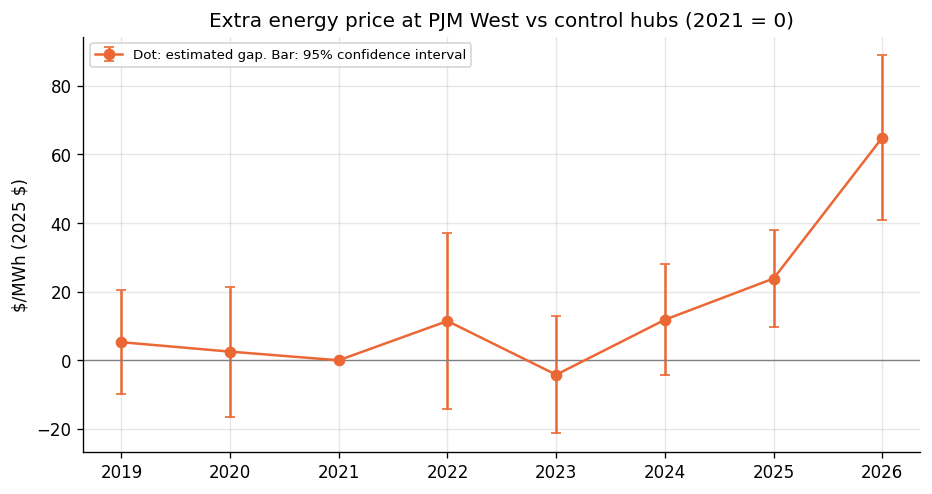 Extra energy price at PJM West vs control hubs (2021 = 0)
Dot: estimated gap. Bar: 95% confidence interval
$/MWh (2025 $)
80
60
40
20
0
−20
2019 2020 2021 2022 2023 2024 2025 2026